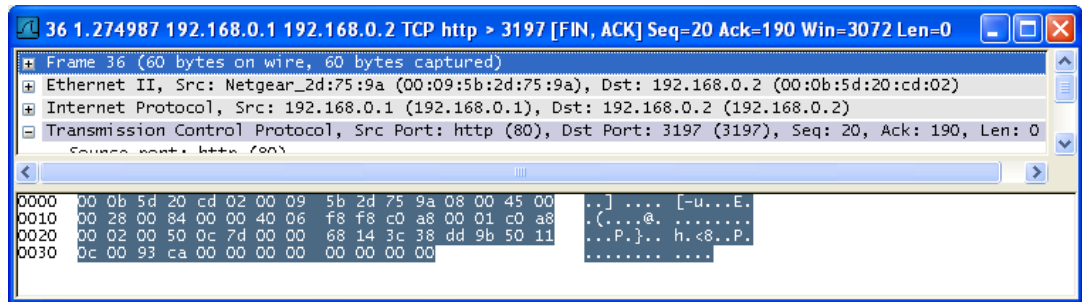 36 1.274987 192.168.0.1 192.168.0.2 TCP http > 3197 [FIN, ACK] Seq=20 Ack=190 Win=3072 Len=0
Frame 36 (60 bytes on wire, 60 bytes captured)
Ethernet II, Src: Netgear_2d:75:9a (00:09:5b:2d:75:9a), Dst: 192.168.0.2 (00:0b:5d:20:cd:02)
Internet Protocol, Src: 192.168.0.1 (192.168.0.1), Dst: 192.168.0.2 (192.168.0.2)
Transmission Control Protocol, Src Port: http (80), Dst Port: 3197 (3197), Seq: 20, Ack: 190, Len: 0
Source port: http (80)
0000 00 0b 5d 20 cd 02 00 09 5b 2d 75 9a 08 00 45 00 ..] .... [-u...E.
0010 00 28 00 84 00 00 40 06 f8 f8 c0 a8 00 01 c0 a8 .(....@. ........
0020 00 02 00 50 0c 7d 00 00 68 14 3c 38 dd 9b 50 11 ...P.}.. h.<8..P.
0030 0c 00 93 ca 00 00 00 00 00 00 00 00 ........ ....